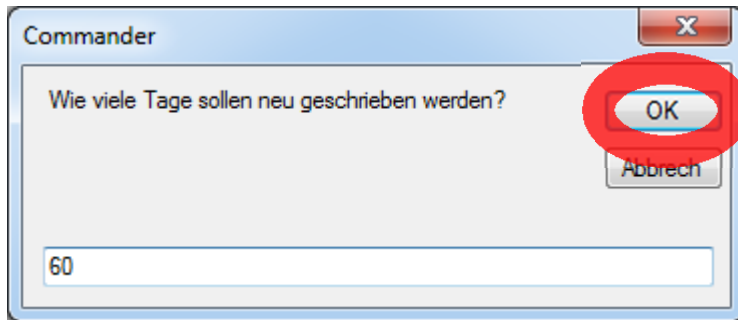 Commander
Wie viele Tage sollen neu geschrieben werden?
OK
Abbrech
60